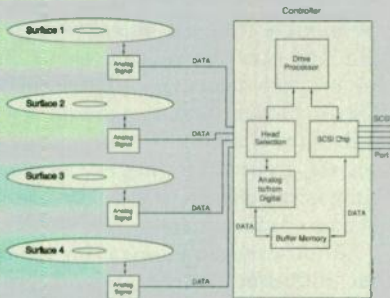 Controller
Surface 1
Analog
Signal
DATA
Drive
Processor
Surface 2
Analog
Signal
DATA
Head
Selection
SCSI Chip
SCSI
Port
Surface 3
Analog
Signal
DATA
Analog
to/from
Digital
DATA
DATA
Buffer Memory
Surface 4
Analog
Signal
DATA